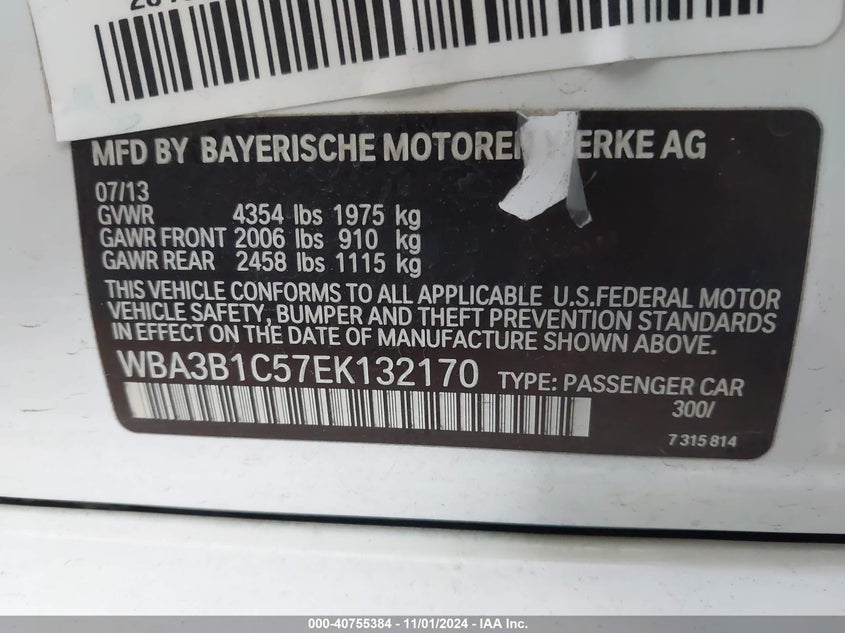 MFD BY BAYERISCHE MOTOREN WERKE AG
07/13
GVWR 4354 lbs 1975 kg
GAWR FRONT 2006 lbs 910 kg
GAWR REAR 2458 lbs 1115 kg
THIS VEHICLE CONFORMS TO ALL APPLICABLE U.S.FEDERAL MOTOR
VEHICLE SAFETY, BUMPER AND THEFT PREVENTION STANDARDS
IN EFFECT ON THE DATE OF MANUFACTURE SHOWN ABOVE.
WBA3B1C57EK132170 TYPE: PASSENGER CAR
300/
7 315 814
000-40755384 - 11/01/2024 - IAA Inc.